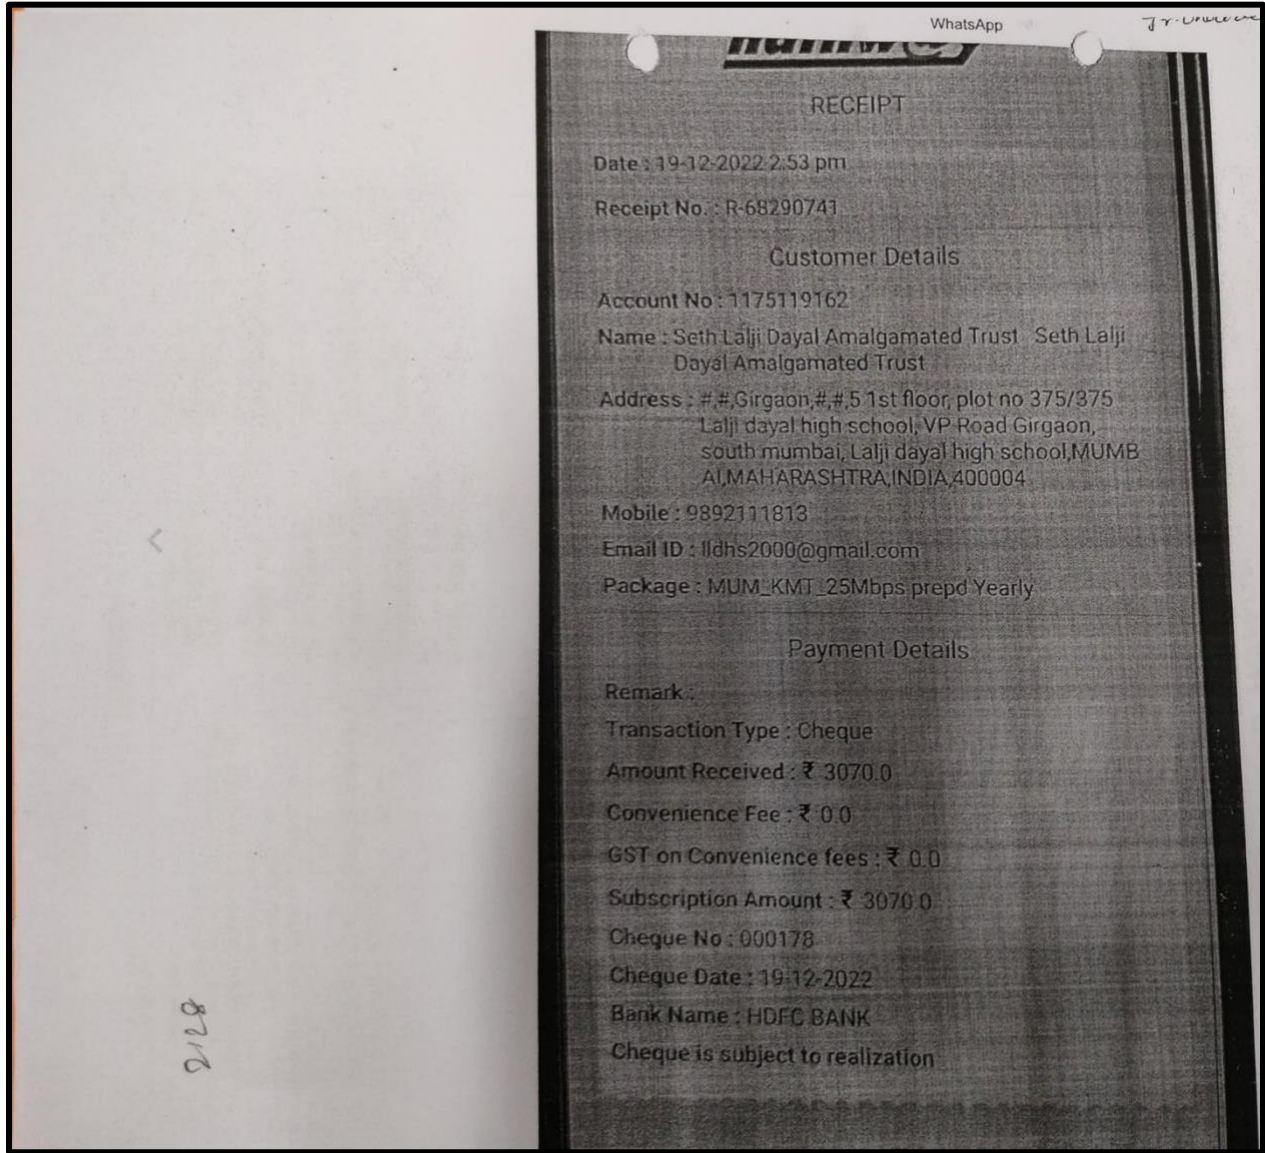 WhatsApp
RECEIPT
Date : 19-12-2022 2:53 pm
Receipt No. : R-68290741
Customer Details
Account No : 1175119162
Name : Seth Lalji Dayal Amalgamated Trust Seth Lalji
Dayal Amalgamated Trust
Address : #,#,Girgaon,#,#,5 1st floor, plot no 375/375
Lalji dayal high school, VP Road Girgaon,
south mumbai, Lalji dayal high school,MUMB
AI,MAHARASHTRA,INDIA,400004
Mobile : 9892111813
Email ID : lldhs2000@gmail.com
Package : MUM_KMT_25Mbps prepd Yearly
Payment Details
Remark :
Transaction Type : Cheque
Amount Received : ₹ 3070.0
Convenience Fee : ₹ 0.0
GST on Convenience fees : ₹ 0.0
Subscription Amount : ₹ 3070.0
Cheque No : 000178
Cheque Date : 19-12-2022
Bank Name : HDFC BANK
Cheque is subject to realization
2128